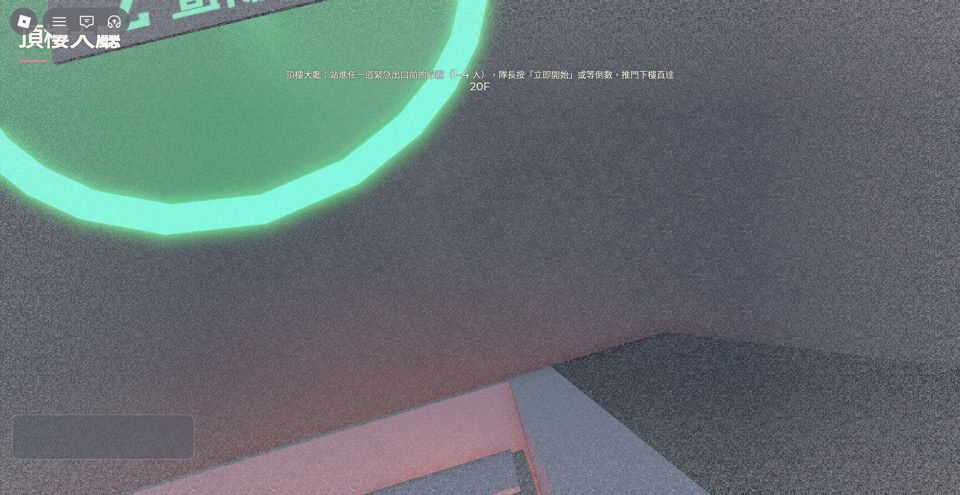 頂樓大廳
頂樓大廳：站進任一道緊急出口前的綠圈（1–4 人），隊長按「立即開始」或等倒數，推門下樓直達
20F